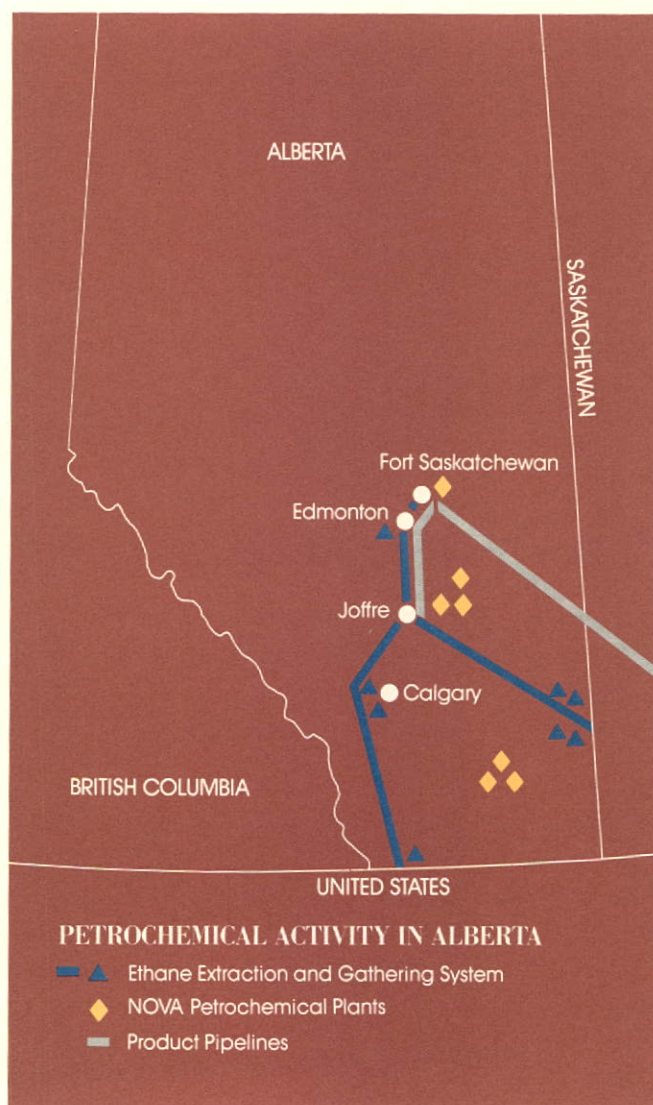 ALBERTA
SASKATCHEWAN
Fort Saskatchewan
Edmonton
Joffre
Calgary
BRITISH COLUMBIA
UNITED STATES
PETROCHEMICAL ACTIVITY IN ALBERTA
Ethane Extraction and Gathering System
NOVA Petrochemical Plants
Product Pipelines